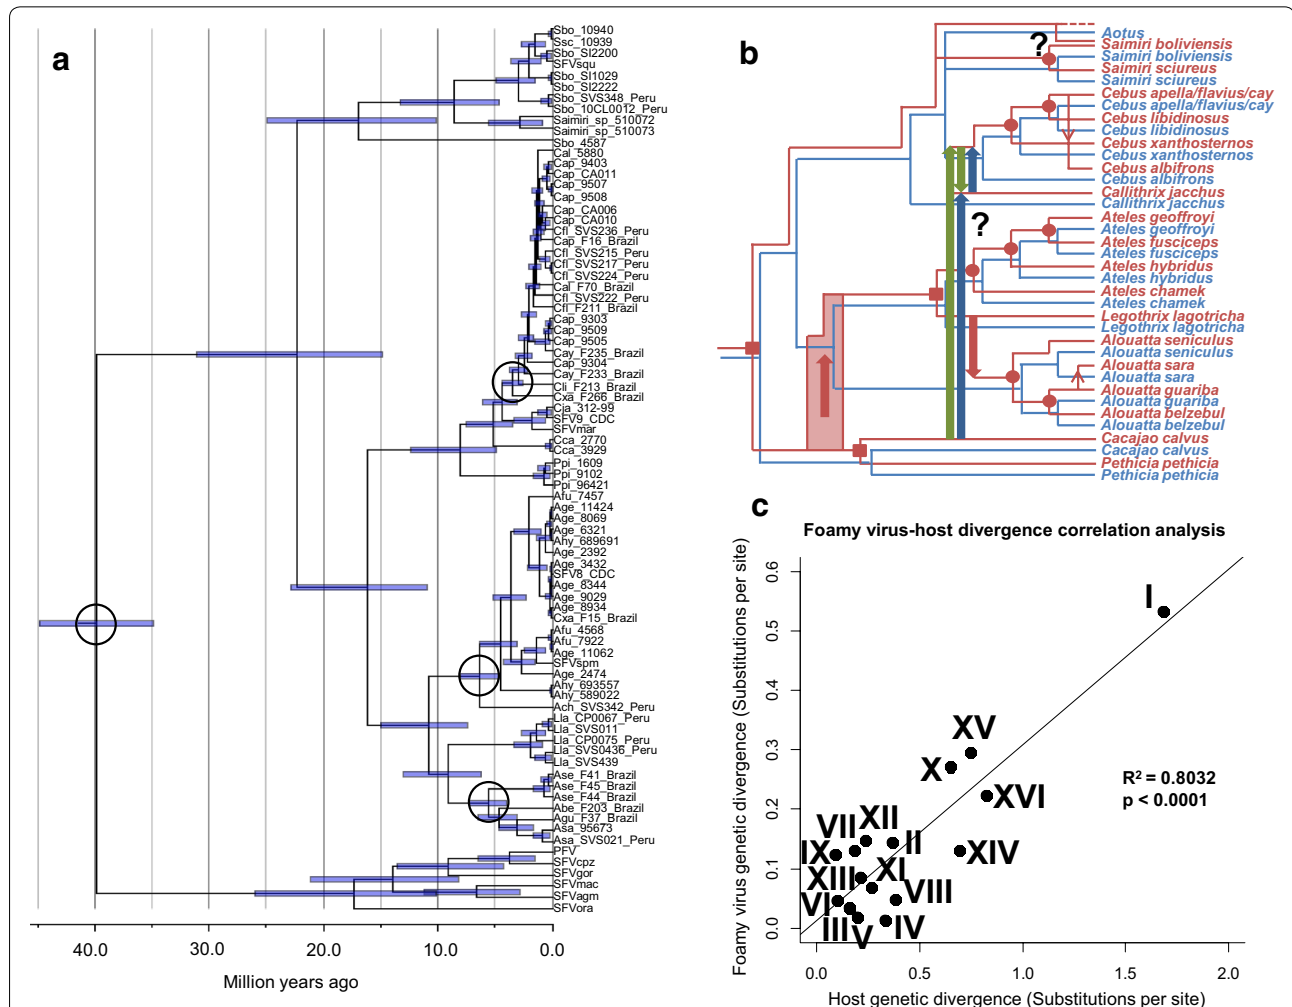 a
Sbo_10940
Ssc_10939
Sbo_SI2200
SFVsqu
Sbo_SI1029
Sbo_SI2222
Sbo_SVS348_Peru
Sbo_10CL0012_Peru
Saimiri_sp_510072
Saimiri_sp_510073
Sbo_4587
Cal_5880
Cap_9403
Cap_CA011
Cap_9507
Cap_9508
Cap_CA006
Cap_CA010
Cfl_SVS236_Peru
Cap_F16_Brazil
Cfl_SVS215_Peru
Cfl_SVS217_Peru
Cfl_SVS224_Peru
Cal_F70_Brazil
Cfl_SVS222_Peru
Cfl_F211_Brazil
Cap_9303
Cap_9509
Cap_9505
Cay_F235_Brazil
Cap_9304
Cay_F233_Brazil
Cli_F213_Brazil
Cxa_F266_Brazil
Cja_312-99
SFV9_CDC
SFVmar
Cca_2770
Cca_3929
Ppi_1609
Ppi_9102
Ppi_96421
Afu_7457
Age_11424
Age_8069
Age_6321
Ahy_689691
Age_2392
Age_3432
SFV8_CDC
Age_8344
Age_9029
Age_8934
Cxa_F15_Brazil
Afu_4568
Afu_7922
Age_11062
SFVspm
Age_2474
Ahy_693557
Ahy_589022
Ach_SVS342_Peru
Lla_CP0067_Peru
Lla_SVS011
Lla_CP0075_Peru
Lla_SVS0436_Peru
Lla_SVS439
Ase_F41_Brazil
Ase_F45_Brazil
Ase_F44_Brazil
Abe_F203_Brazil
Agu_F37_Brazil
Asa_95673
Asa_SVS021_Peru
PFV
SFVcpz
SFVgor
SFVmac
SFVagm
SFVora
40.0 30.0 20.0 10.0 0.0
Million years ago
b
?
Aotus
Saimiri boliviensis
Saimiri boliviensis
Saimiri sciureus
Saimiri sciureus
Cebus apella/flavius/cay
Cebus apella/flavius/cay
Cebus libidinosus
Cebus libidinosus
Cebus xanthosternos
Cebus xanthosternos
Cebus albifrons
Cebus albifrons
Callithrix jacchus
Callithrix jacchus
?
Ateles geoffroyi
Ateles geoffroyi
Ateles fusciceps
Ateles fusciceps
Ateles hybridus
Ateles hybridus
Ateles chamek
Ateles chamek
Legothrix lagotricha
Legothrix lagotricha
Alouatta seniculus
Alouatta seniculus
Alouatta sara
Alouatta sara
Alouatta guariba
Alouatta guariba
Alouatta belzebul
Alouatta belzebul
Cacajao calvus
Cacajao calvus
Pethicia pethicia
Pethicia pethicia
c
Foamy virus-host divergence correlation analysis
Foamy virus genetic divergence (Substitutions per site)
0.6
0.5
0.4
0.3
0.2
0.1
0.0
I
XV
X
XVI
R² = 0.8032
p < 0.0001
XII
VII
II
IX
XIV
XI
XIII
VIII
VI
III
V
IV
0.0 0.5 1.0 1.5 2.0
Host genetic divergence (Substitutions per site)